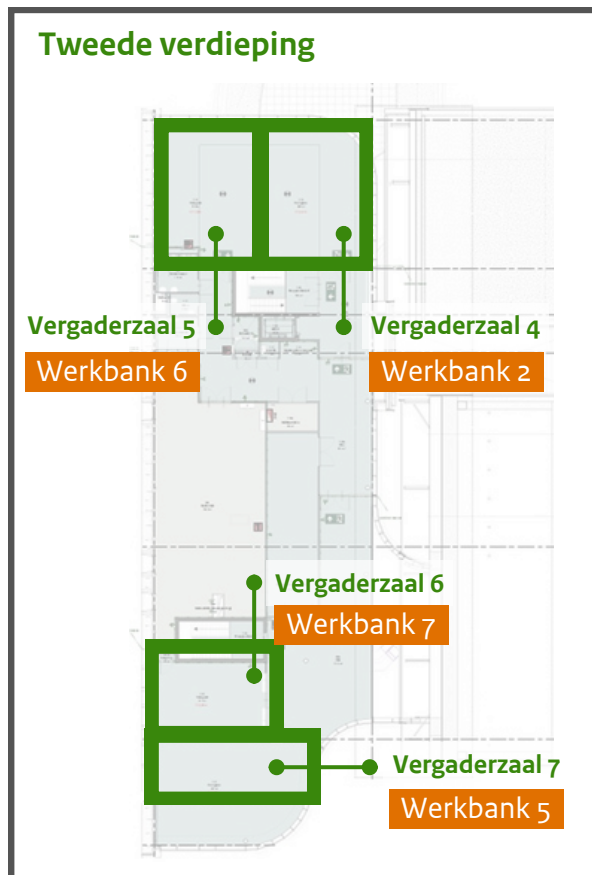 Tweede verdieping
Vergaderzaal 5
Werkbank 6
Vergaderzaal 4
Werkbank 2
Vergaderzaal 6
Werkbank 7
Vergaderzaal 7
Werkbank 5